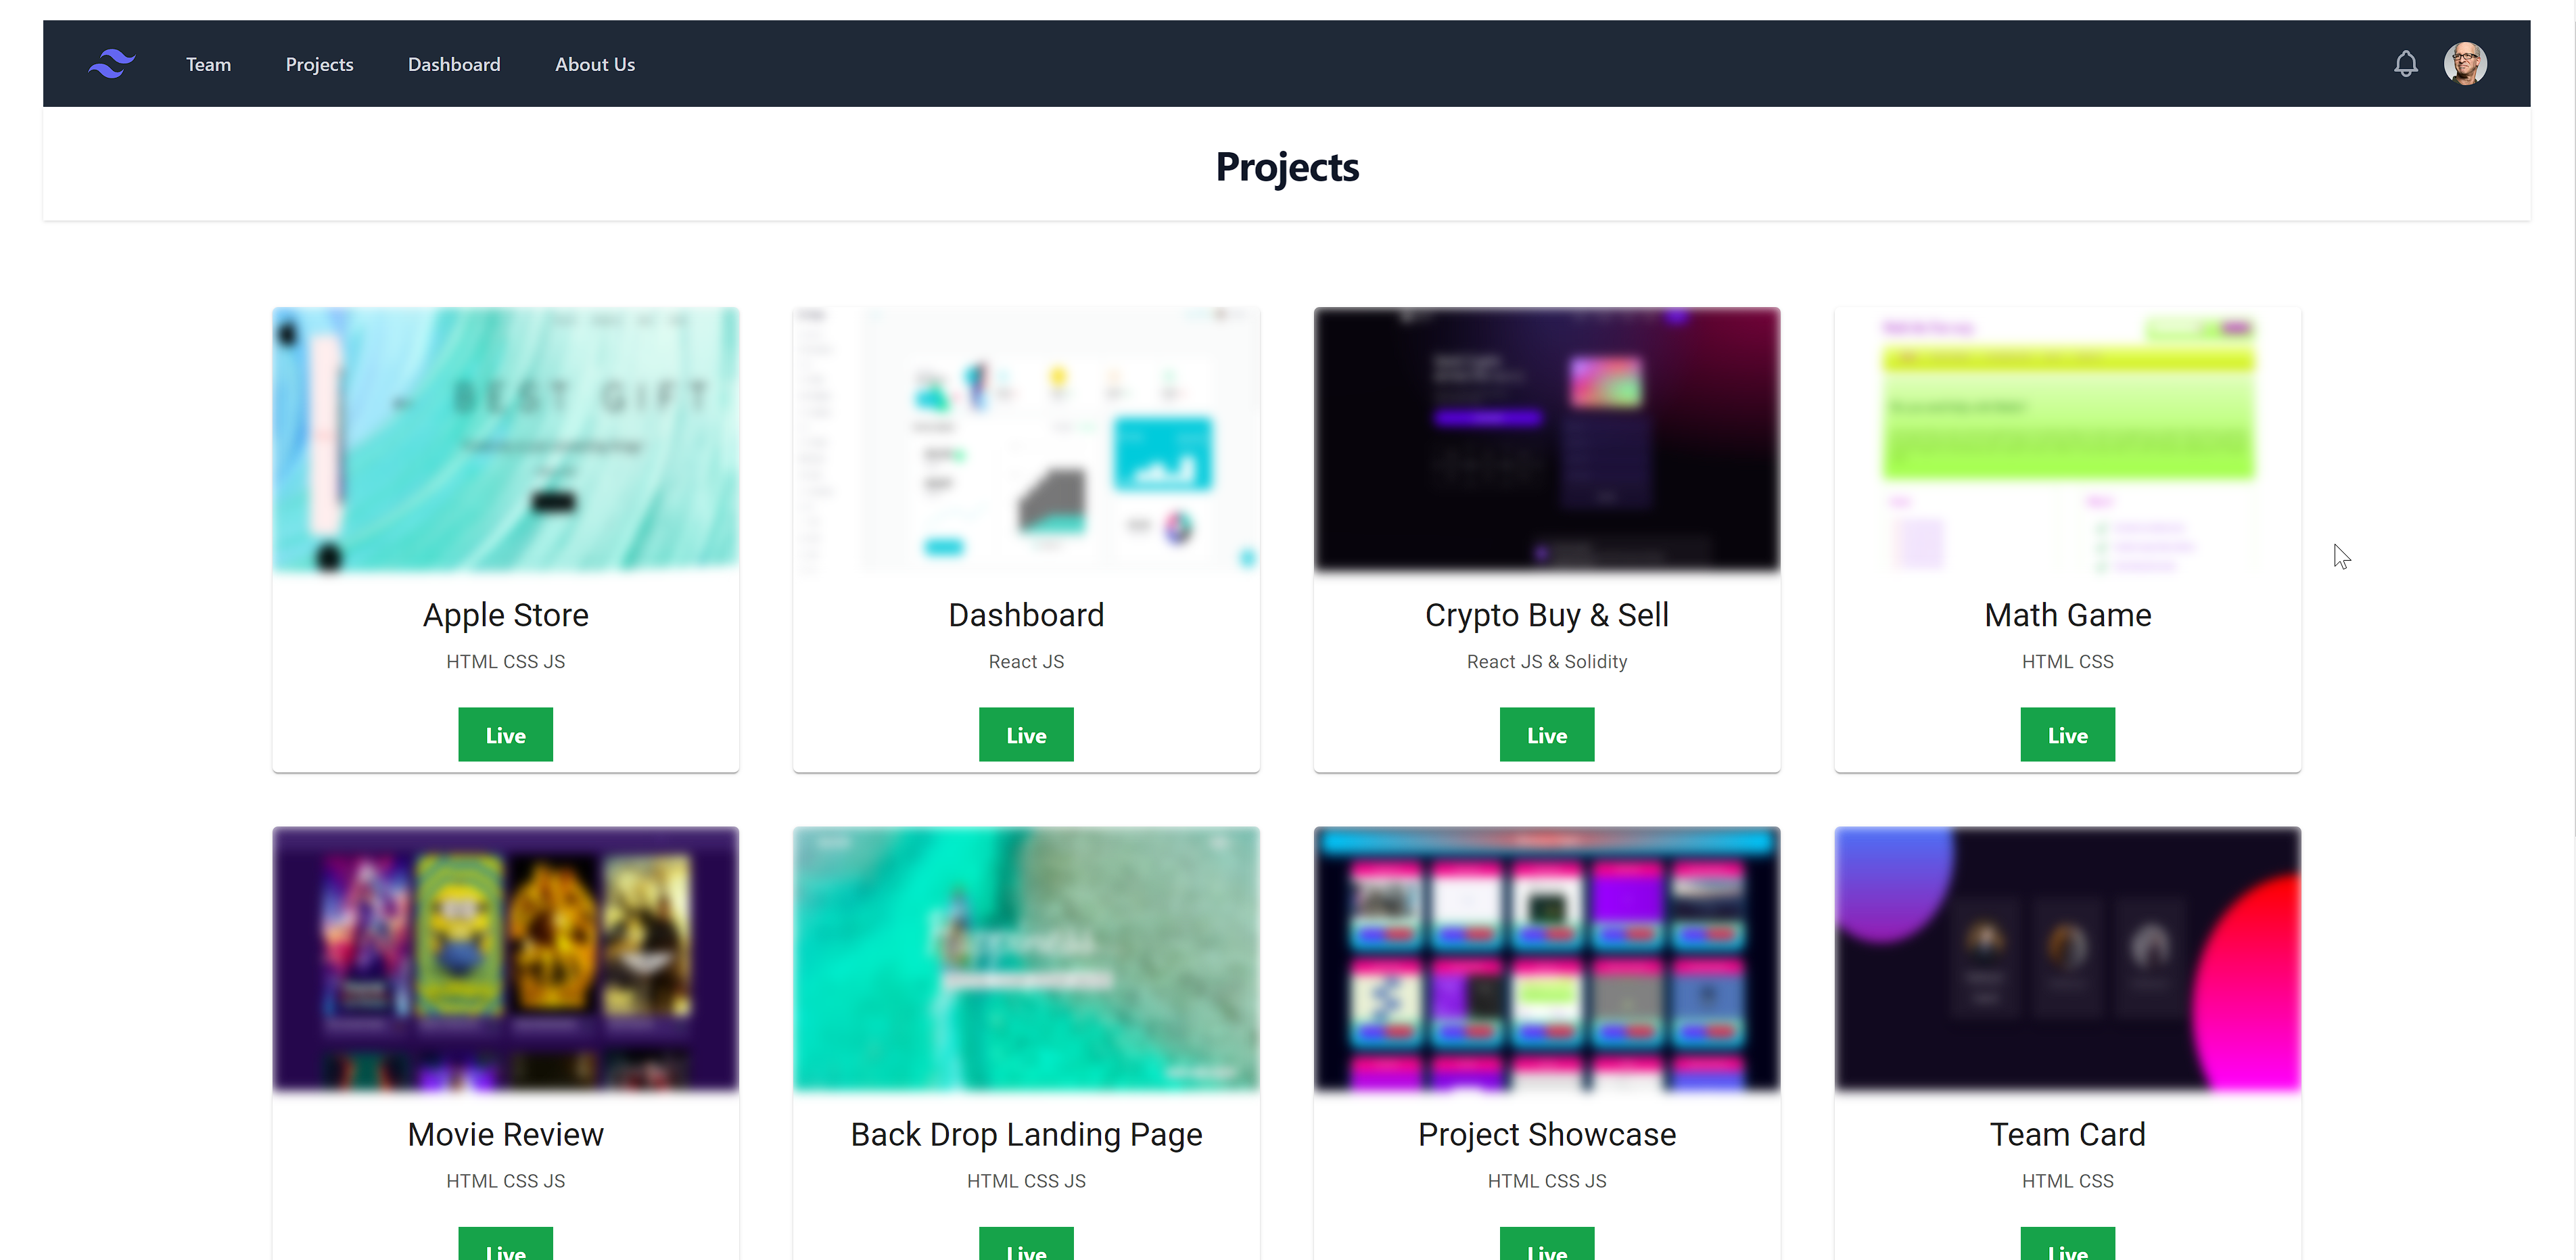 Team Projects Dashboard About Us
Projects
BEST GIFT
Apple Store
HTML CSS JS
Live
Dashboard
React JS
Live
Crypto Buy & Sell
React JS & Solidity
Live
Math Game
HTML CSS
Live
Movie Review
HTML CSS JS
Live
Back Drop Landing Page
HTML CSS JS
Live
Project Showcase
HTML CSS JS
Live
Team Card
HTML CSS
Live